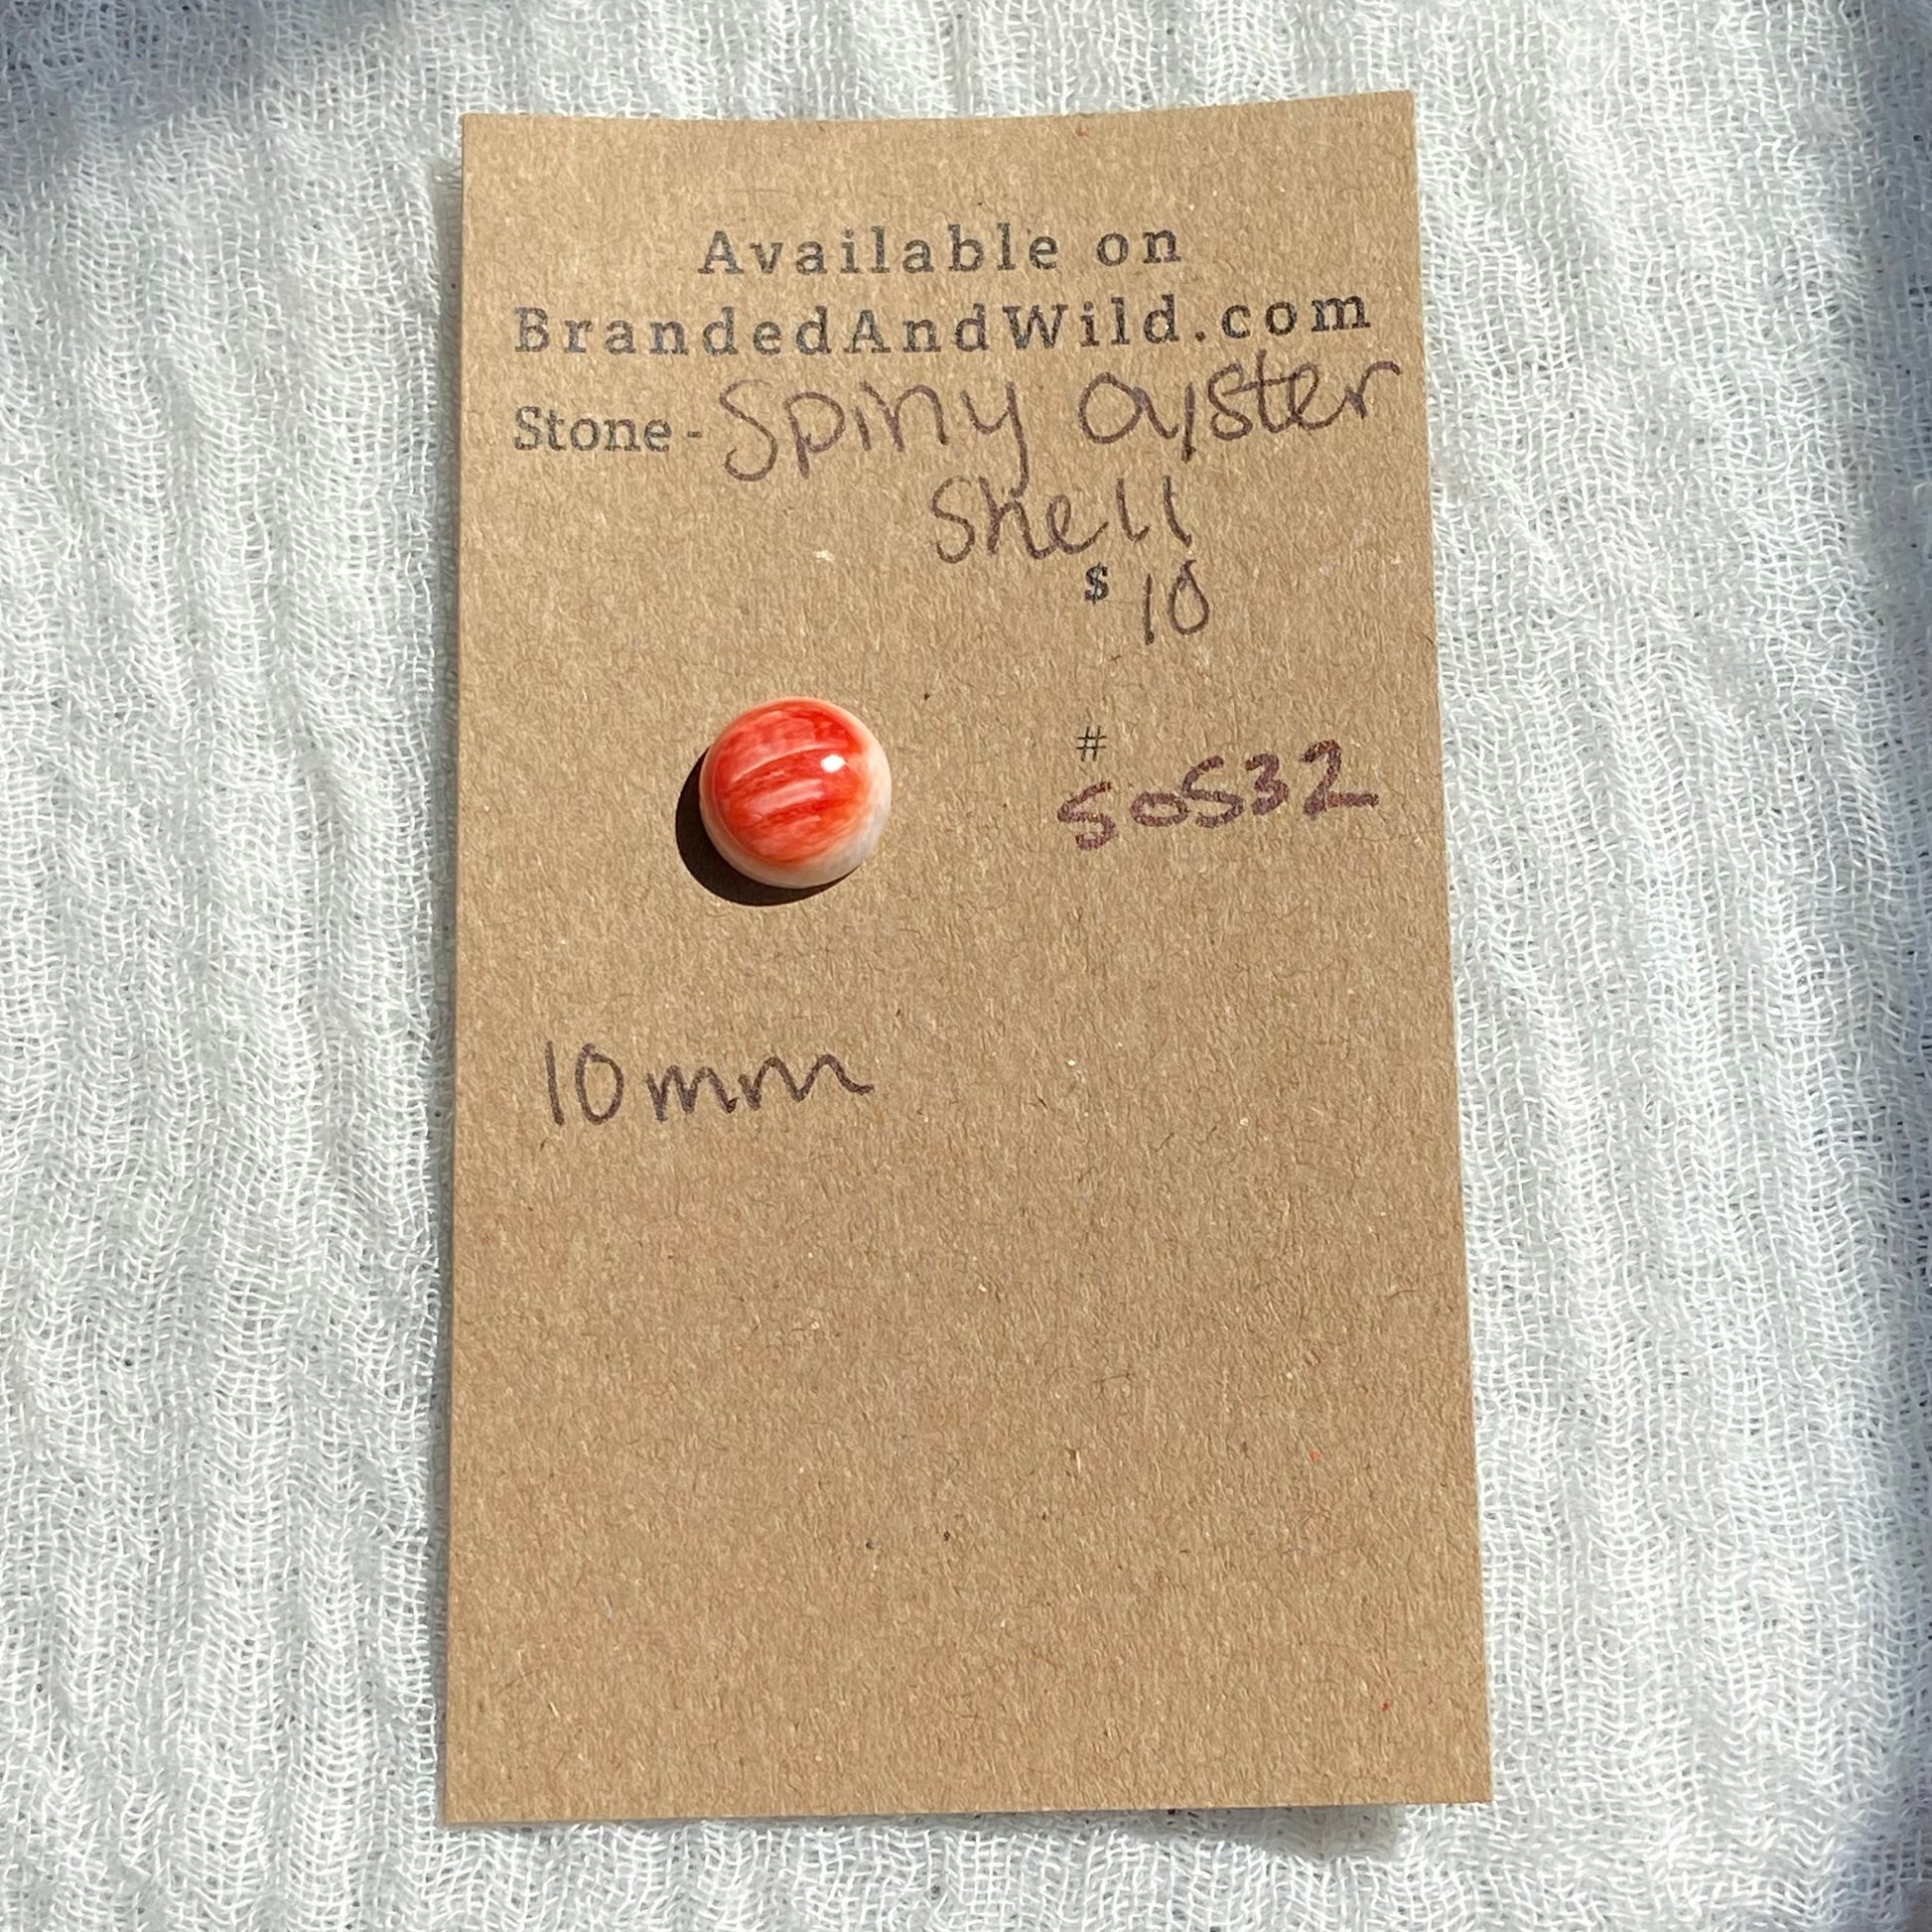 Available on
BrandedAndWild.com
Stone - Spiny oyster
Shell
$ 10
#
SOS32
10mm